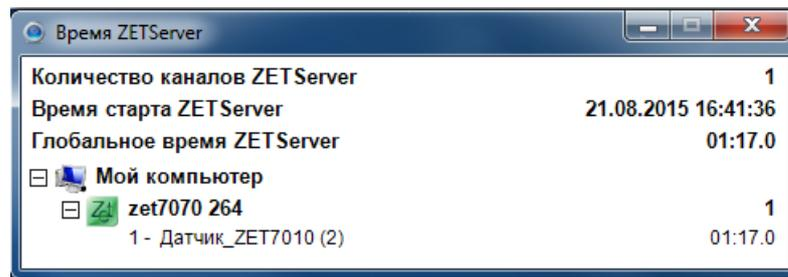 Время ZETServer
Количество каналов ZETServer 1
Время старта ZETServer 21.08.2015 16:41:36
Глобальное время ZETServer 01:17.0
Мой компьютер
Zet zet7070 264 1
1 - Датчик_ZET7010 (2) 01:17.0